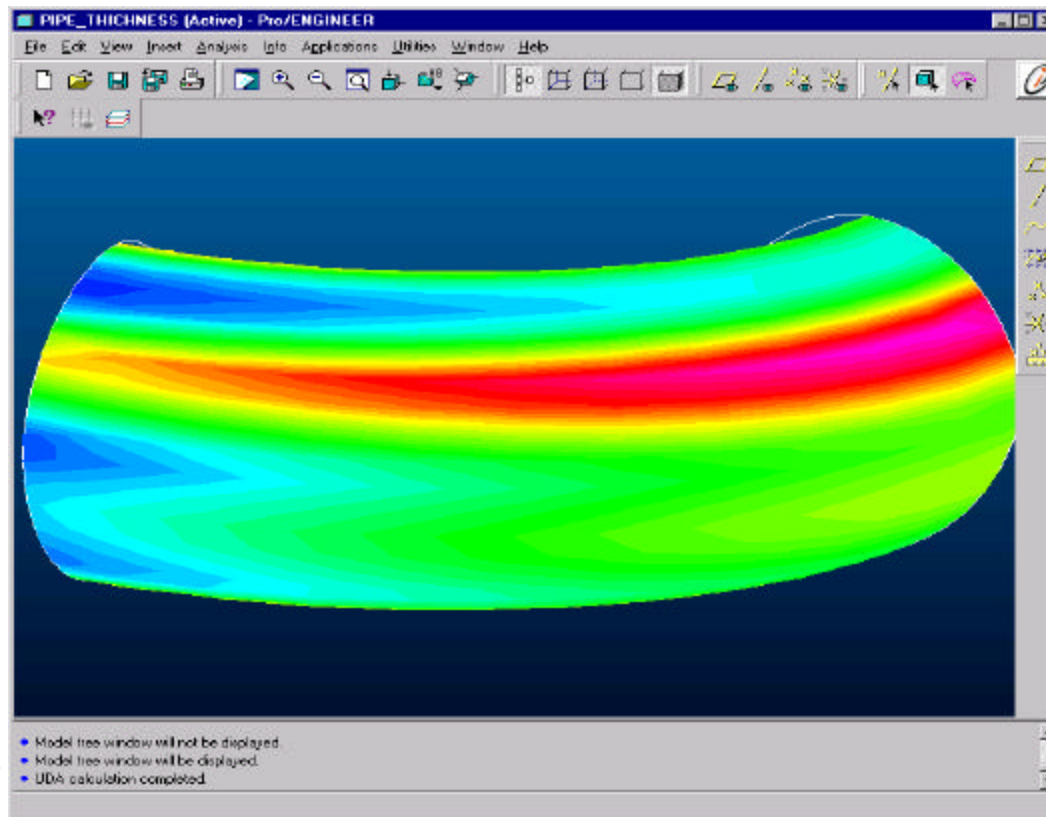 PIPE_THICHNESS (Active) - Pro/ENGINEER
File Edit View Insert Analysis Info Applications Utilities Window Help
Model tree window will not be displayed.
Model tree window will be displayed.
UDA calculation completed.